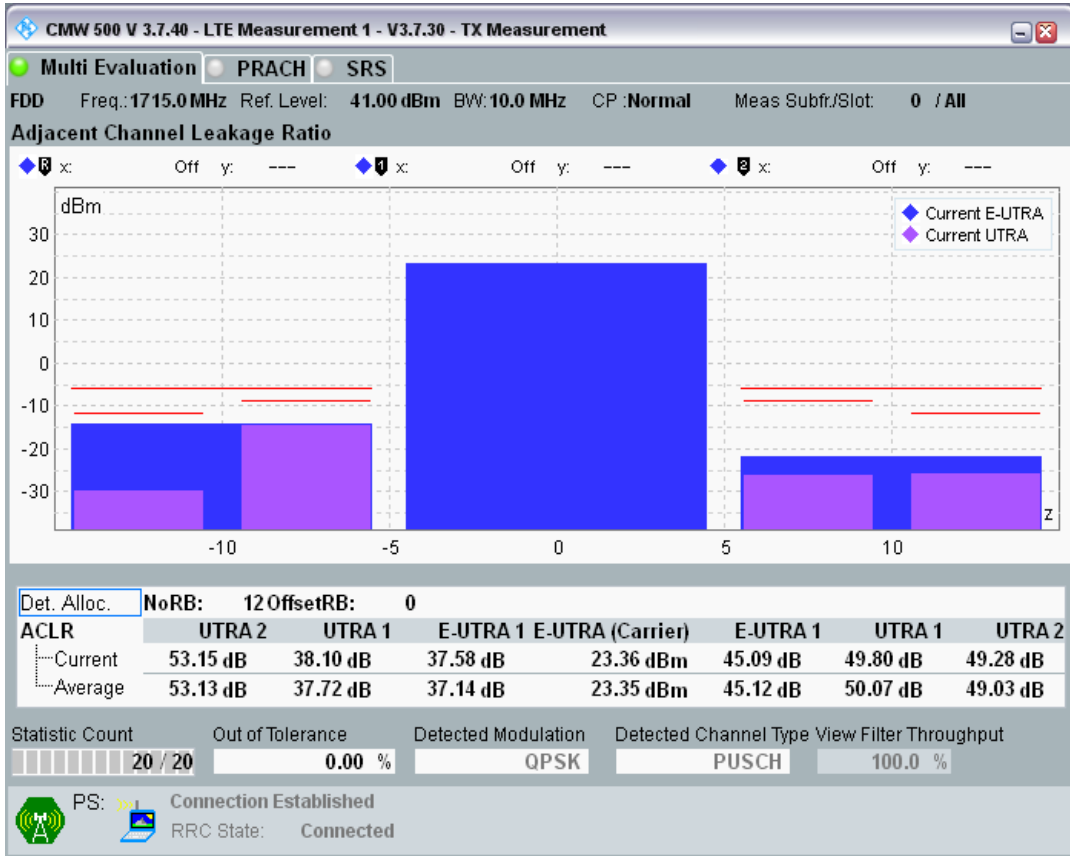 CMW 500 V 3.7.40 - LTE Measurement 1 - V3.7.30 - TX Measurement
Multi Evaluation PRACH SRS
FDD Freq.:1715.0 MHz Ref. Level: 41.00 dBm BW:10.0 MHz CP :Normal Meas Subfr./Slot: 0 / All
Adjacent Channel Leakage Ratio
R x: Off y: --- 1 x: Off y: --- 2 x: Off y: ---
dBm
Current E-UTRA
Current UTRA
30
20
10
0
-10
-20
-30
z
-10 -5 0 5 10
Det. Alloc. NoRB: 12 OffsetRB: 0
ACLR UTRA 2 UTRA 1 E-UTRA 1 E-UTRA (Carrier) E-UTRA 1 UTRA 1 UTRA 2
Current 53.15 dB 38.10 dB 37.58 dB 23.36 dBm 45.09 dB 49.80 dB 49.28 dB
Average 53.13 dB 37.72 dB 37.14 dB 23.35 dBm 45.12 dB 50.07 dB 49.03 dB
Statistic Count Out of Tolerance Detected Modulation Detected Channel Type View Filter Throughput
20 / 20 0.00 % QPSK PUSCH 100.0 %
PS: Connection Established
RRC State: Connected